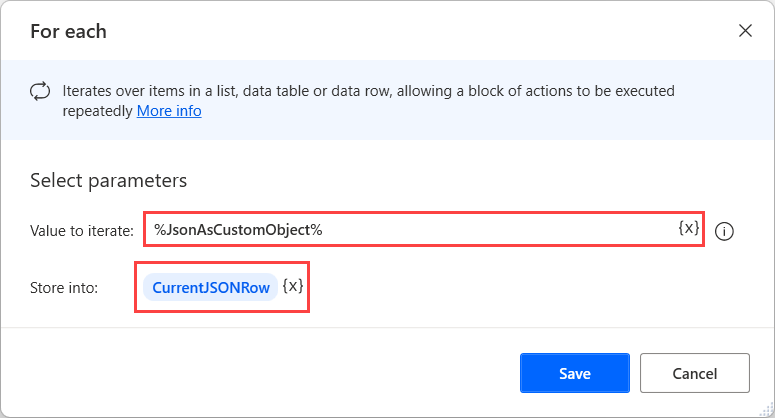 For each
Iterates over items in a list, data table or data row, allowing a block of actions to be executed
repeatedly More info
Select parameters
Value to iterate: %JsonAsCustomObject% {x}
Store into: CurrentJSONRow {x}
Save Cancel